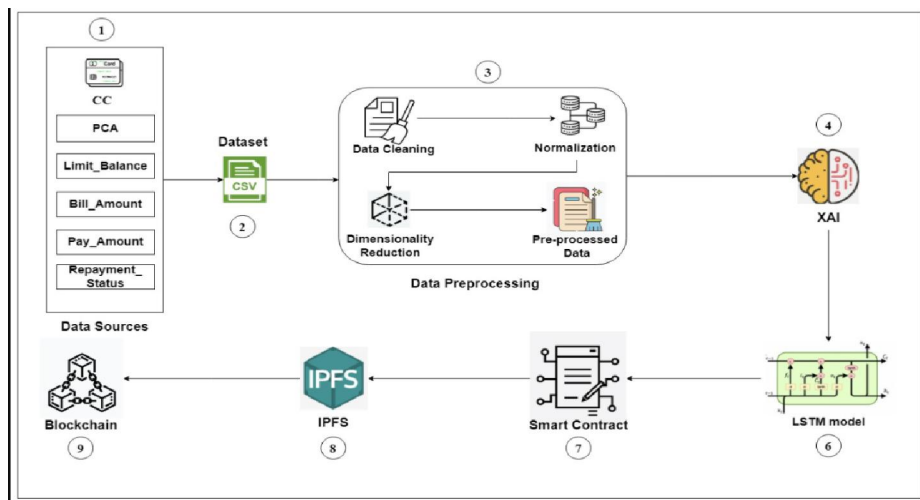 1
Card
CC
PCA
Limit_Balance
Bill_Amount
Pay_Amount
Repayment_
Status
Data Sources
Dataset
CSV
2
3
Data Cleaning
Normalization
Dimensionality
Reduction
Pre-processed
Data
Data Preprocessing
4
XAI
LSTM model
6
Smart Contract
7
IPFS
IPFS
8
Blockchain
9